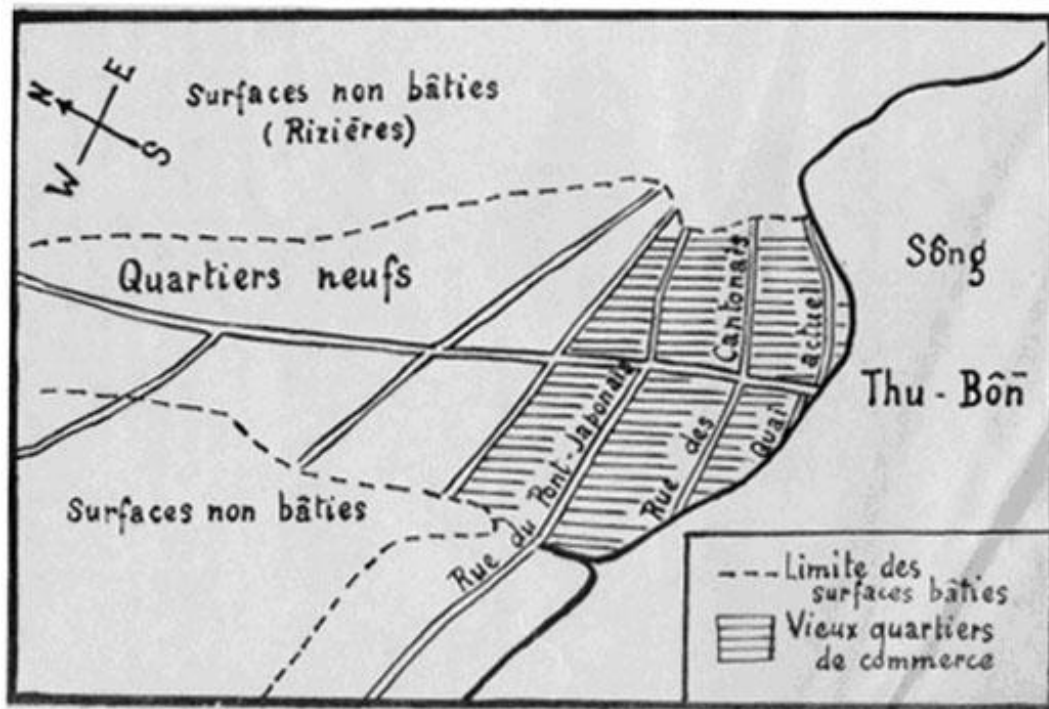 N
E
W
S
Surfaces non bâties
(Rizières)
Quartiers neufs
Sông
Thu-Bôn
Surfaces non bâties
Rue du Pont-Japonais
Rue des Cantonais
Quai actuel
Limite des
surfaces bâties
Vieux quartiers
de commerce